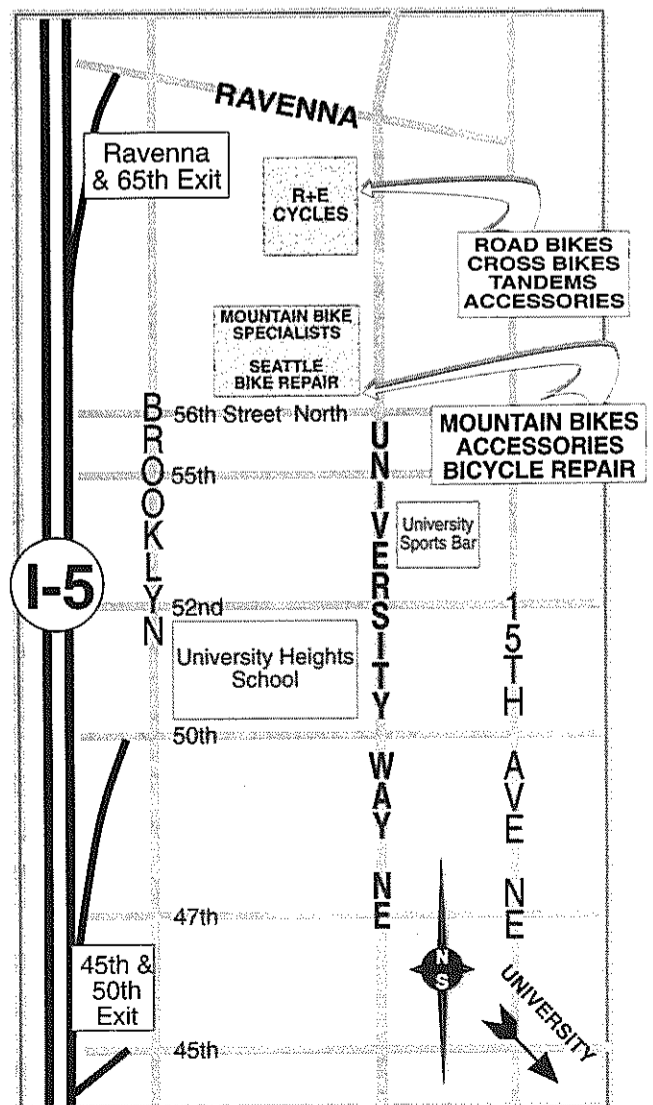 RAVENNA
Ravenna
& 65th Exit
R+E
CYCLES
ROAD BIKES
CROSS BIKES
TANDEMS
ACCESSORIES
MOUNTAIN BIKE
SPECIALISTS
SEATTLE
BIKE REPAIR
BROOKLYN
56th Street North
UNIVERSITY WAY NE
MOUNTAIN BIKES
ACCESSORIES
BICYCLE REPAIR
55th
University
Sports Bar
I-5
52nd
15TH AVE NE
University Heights
School
50th
47th
45th &
50th
Exit
N
S
UNIVERSITY
45th